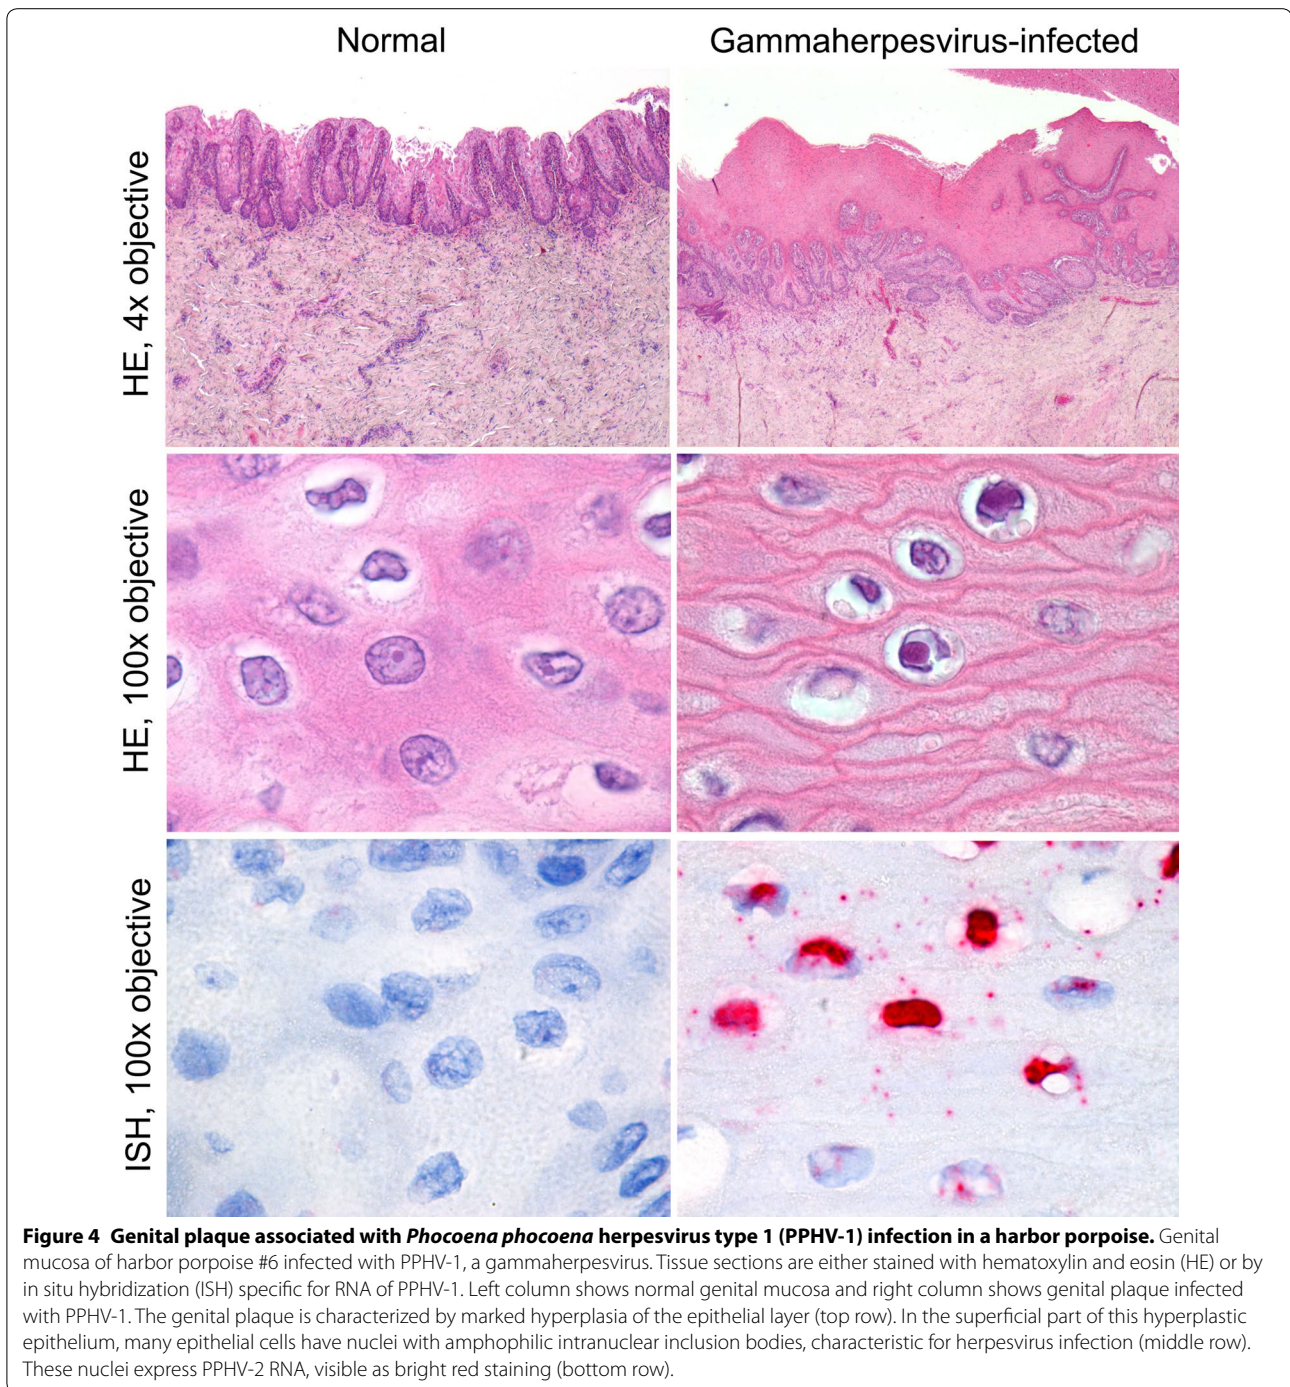 Normal
Gammaherpesvirus-infected
HE, 4x objective
HE, 100x objective
ISH, 100x objective
Figure 4 Genital plaque associated with Phocoena phocoena herpesvirus type 1 (PPHV-1) infection in a harbor porpoise. Genital
mucosa of harbor porpoise #6 infected with PPHV-1, a gammaherpesvirus. Tissue sections are either stained with hematoxylin and eosin (HE) or by
in situ hybridization (ISH) specific for RNA of PPHV-1. Left column shows normal genital mucosa and right column shows genital plaque infected
with PPHV-1. The genital plaque is characterized by marked hyperplasia of the epithelial layer (top row). In the superficial part of this hyperplastic
epithelium, many epithelial cells have nuclei with amphophilic intranuclear inclusion bodies, characteristic for herpesvirus infection (middle row).
These nuclei express PPHV-2 RNA, visible as bright red staining (bottom row).